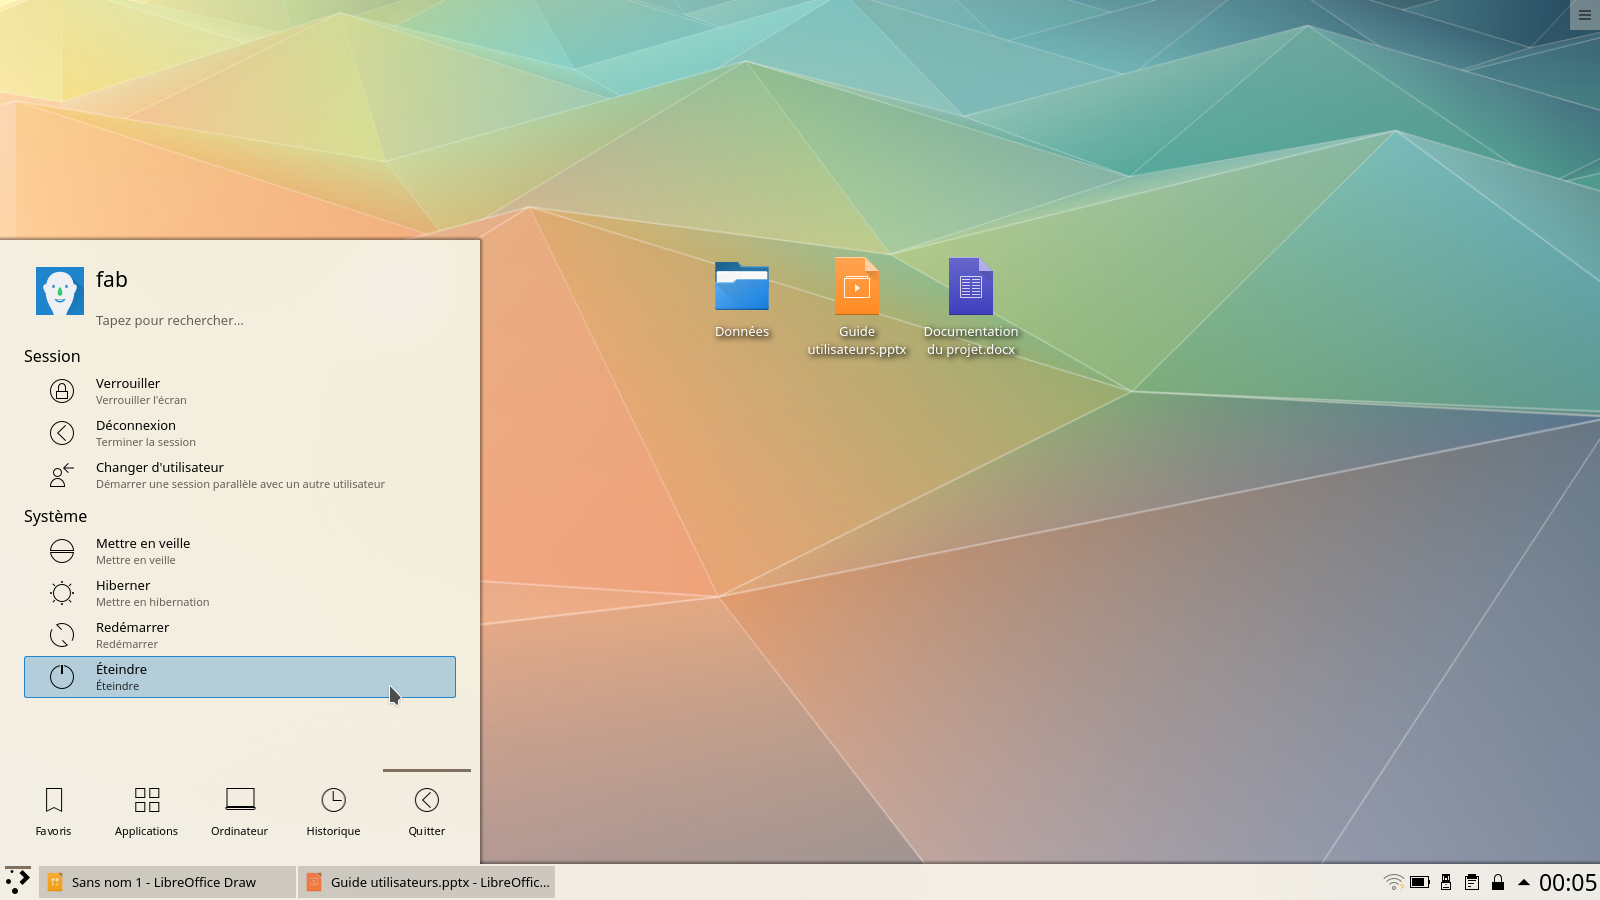 fab
Tapez pour rechercher...
Session
Verrouiller
Verrouiller l'écran
Déconnexion
Terminer la session
Changer d'utilisateur
Démarrer une session parallèle avec un autre utilisateur
Système
Mettre en veille
Mettre en veille
Hiberner
Mettre en hibernation
Redémarrer
Redémarrer
Éteindre
Éteindre
Favoris
Applications
Ordinateur
Historique
Quitter
Données
Guide
utilisateurs.pptx
Documentation
du projet.docx
Sans nom 1 - LibreOffice Draw
Guide utilisateurs.pptx - LibreOffic...
00:05